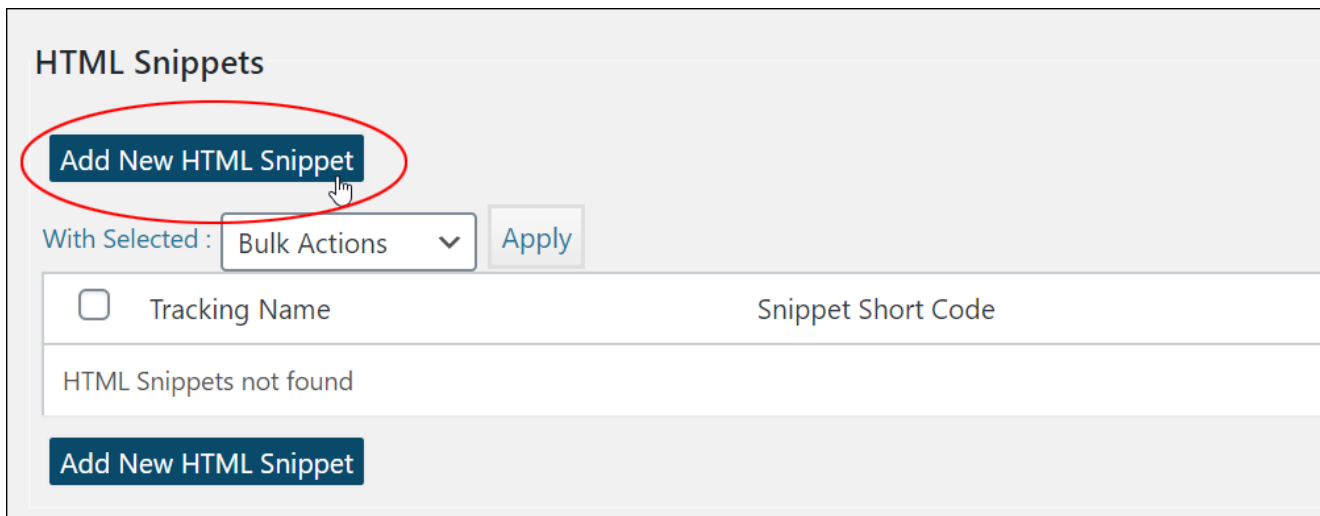 HTML Snippets
Add New HTML Snippet
With Selected : Bulk Actions Apply
Tracking Name Snippet Short Code
HTML Snippets not found
Add New HTML Snippet